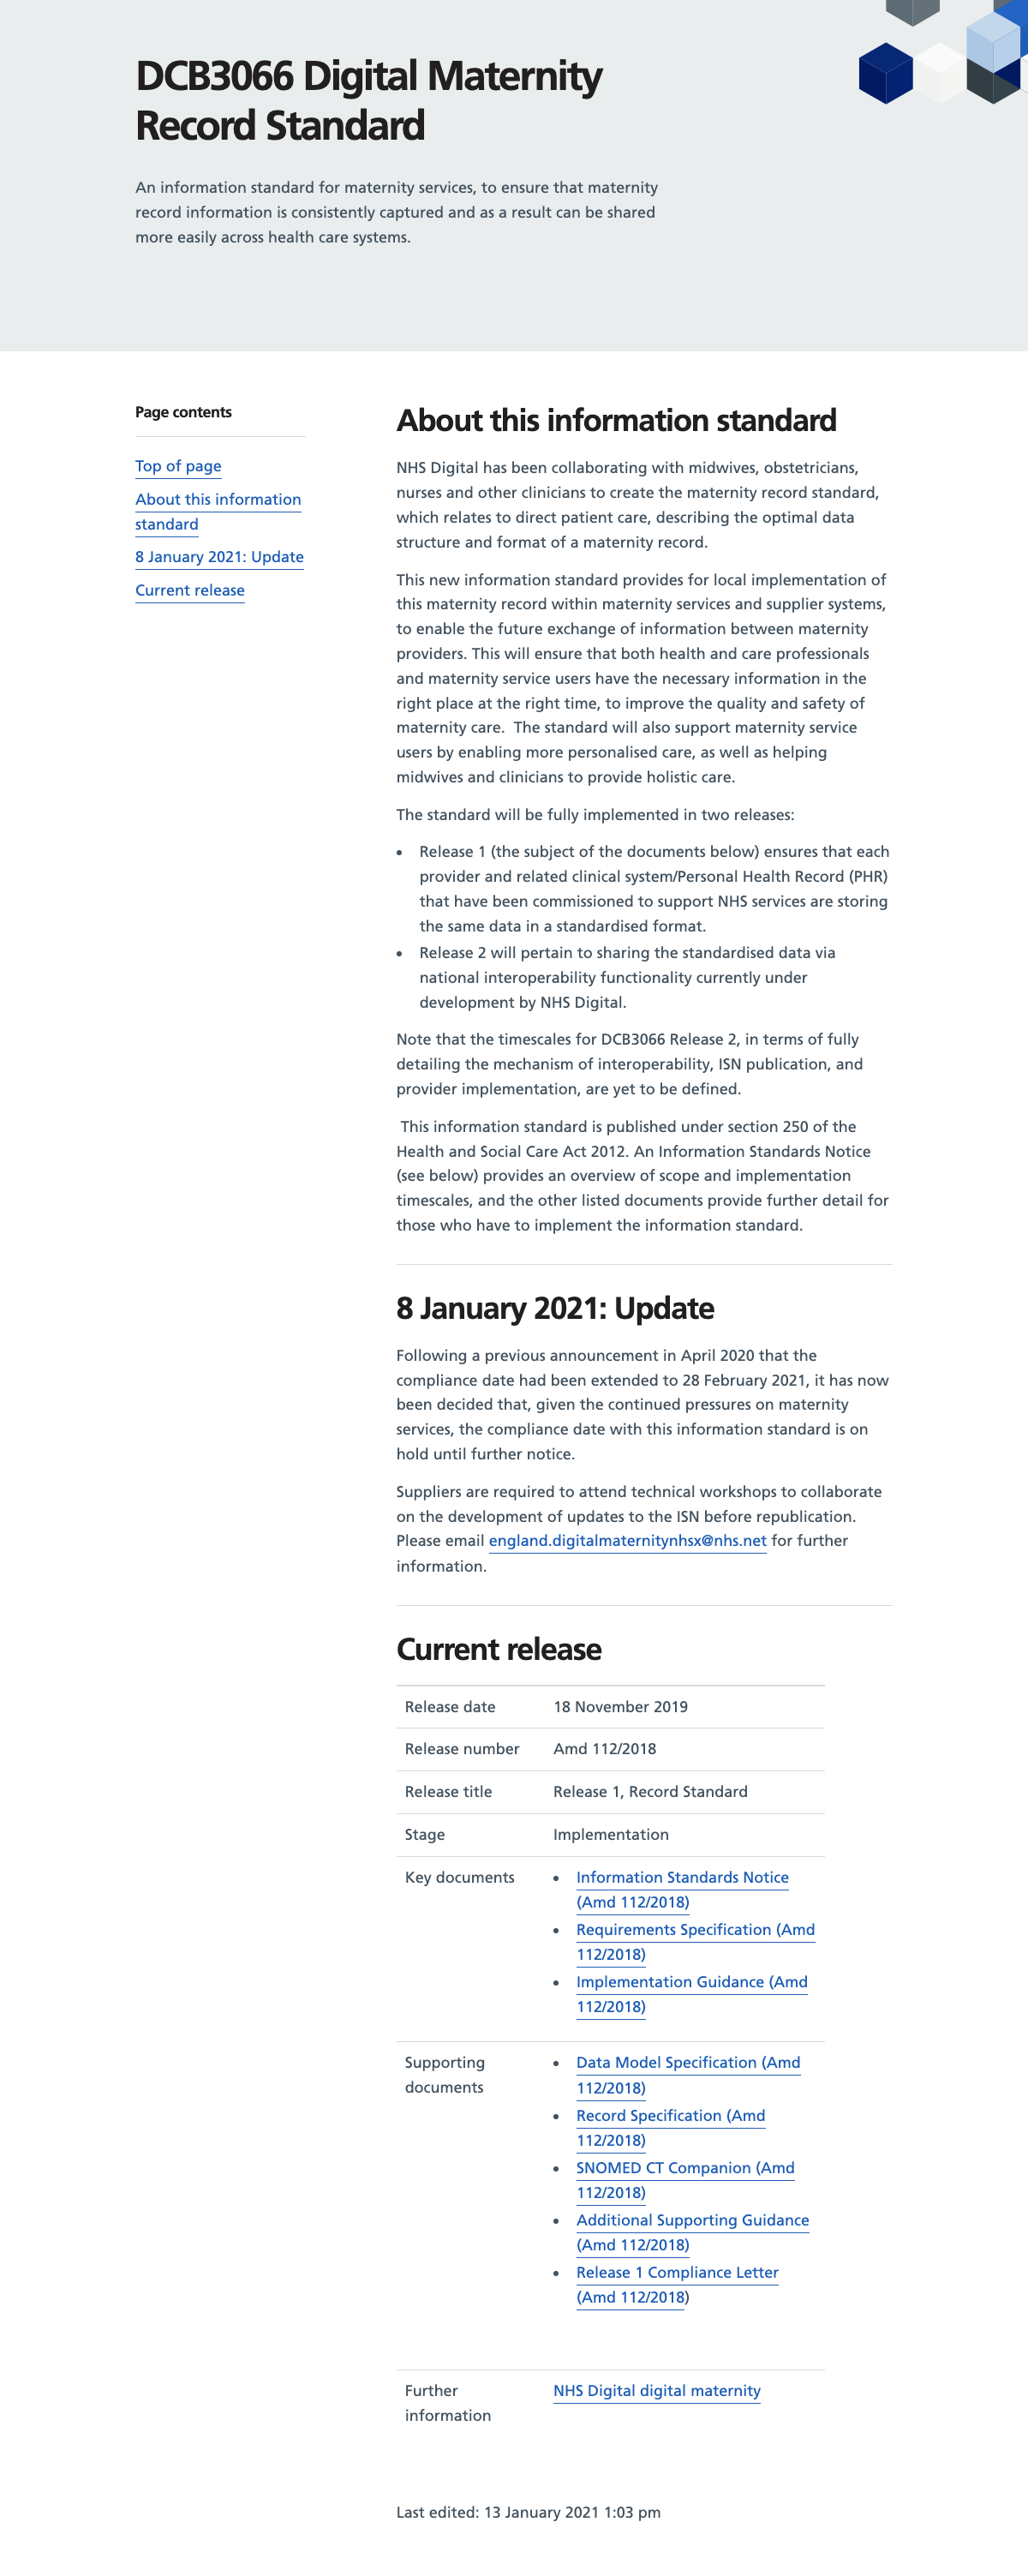 DCB3066 Digital Maternity
Record Standard
An information standard for maternity services, to ensure that maternity
record information is consistently captured and as a result can be shared
more easily across health care systems.
Page contents
Top of page
About this information
standard
8 January 2021: Update
Current release
About this information standard
NHS Digital has been collaborating with midwives, obstetricians,
nurses and other clinicians to create the maternity record standard,
which relates to direct patient care, describing the optimal data
structure and format of a maternity record.
This new information standard provides for local implementation of
this maternity record within maternity services and supplier systems,
to enable the future exchange of information between maternity
providers. This will ensure that both health and care professionals
and maternity service users have the necessary information in the
right place at the right time, to improve the quality and safety of
maternity care.  The standard will also support maternity service
users by enabling more personalised care, as well as helping
midwives and clinicians to provide holistic care.
The standard will be fully implemented in two releases:
• Release 1 (the subject of the documents below) ensures that each
provider and related clinical system/Personal Health Record (PHR)
that have been commissioned to support NHS services are storing
the same data in a standardised format.
• Release 2 will pertain to sharing the standardised data via
national interoperability functionality currently under
development by NHS Digital.
Note that the timescales for DCB3066 Release 2, in terms of fully
detailing the mechanism of interoperability, ISN publication, and
provider implementation, are yet to be defined.
This information standard is published under section 250 of the
Health and Social Care Act 2012. An Information Standards Notice
(see below) provides an overview of scope and implementation
timescales, and the other listed documents provide further detail for
those who have to implement the information standard.
8 January 2021: Update
Following a previous announcement in April 2020 that the
compliance date had been extended to 28 February 2021, it has now
been decided that, given the continued pressures on maternity
services, the compliance date with this information standard is on
hold until further notice.
Suppliers are required to attend technical workshops to collaborate
on the development of updates to the ISN before republication.
Please email england.digitalmaternitynhsx@nhs.net for further
information.
Current release
Release date 18 November 2019
Release number Amd 112/2018
Release title Release 1, Record Standard
Stage Implementation
Key documents • Information Standards Notice
(Amd 112/2018)
• Requirements Specification (Amd
112/2018)
• Implementation Guidance (Amd
112/2018)
Supporting
documents
• Data Model Specification (Amd
112/2018)
• Record Specification (Amd
112/2018)
• SNOMED CT Companion (Amd
112/2018)
• Additional Supporting Guidance
(Amd 112/2018)
• Release 1 Compliance Letter
(Amd 112/2018)
Further
information
NHS Digital digital maternity
Last edited: 13 January 2021 1:03 pm